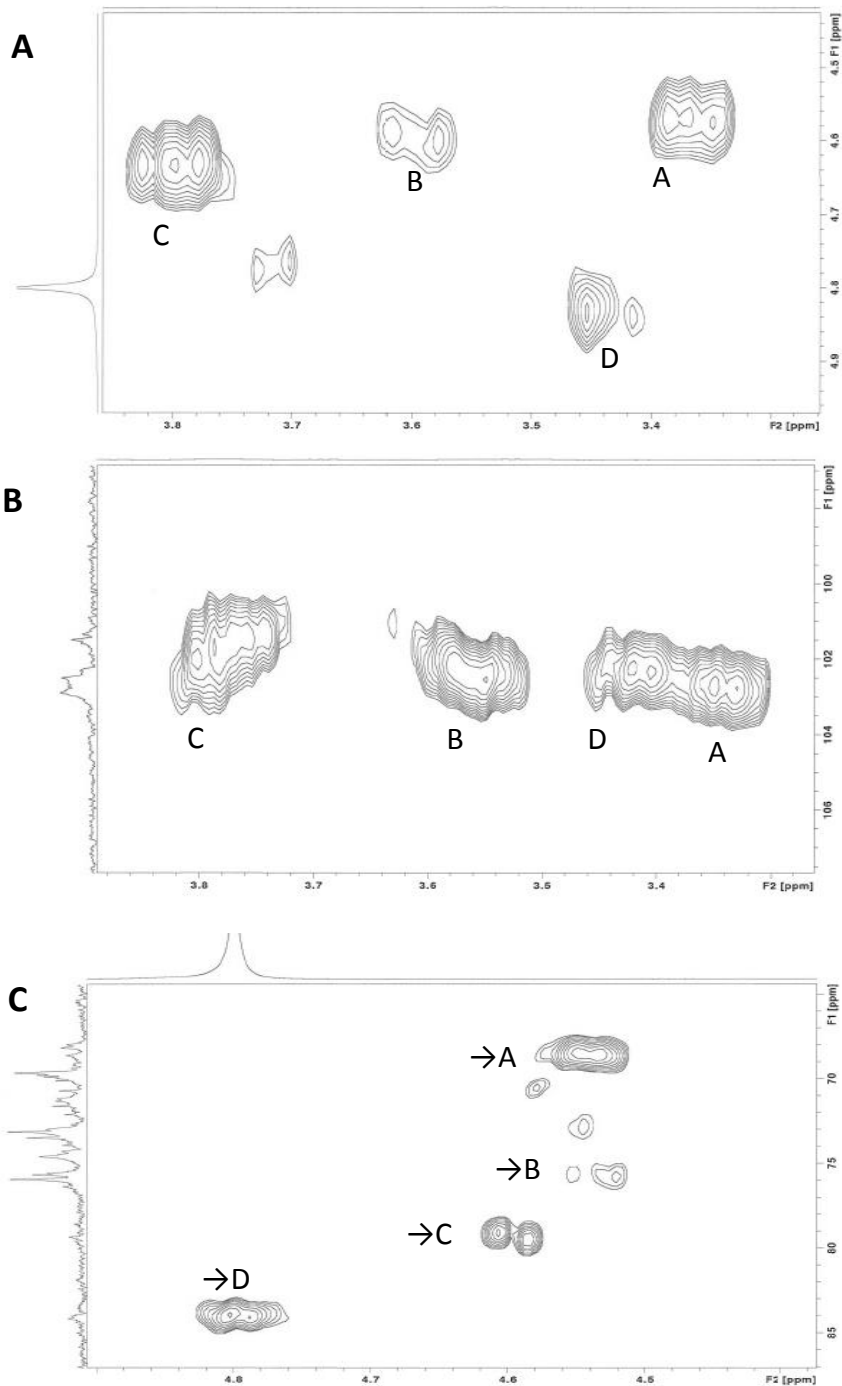 A
4.5 F1 [ppm]
4.6
4.7
4.8
4.9
C
B
A
D
3.8 3.7 3.6 3.5 3.4 F2 [ppm]
B
F1 [ppm]
100
102
104
106
C
B
D
A
3.8 3.7 3.6 3.5 3.4 F2 [ppm]
C
F1 [ppm]
→A
70
→B
75
→C
80
→D
85
4.8 4.7 4.6 4.5 F2 [ppm]